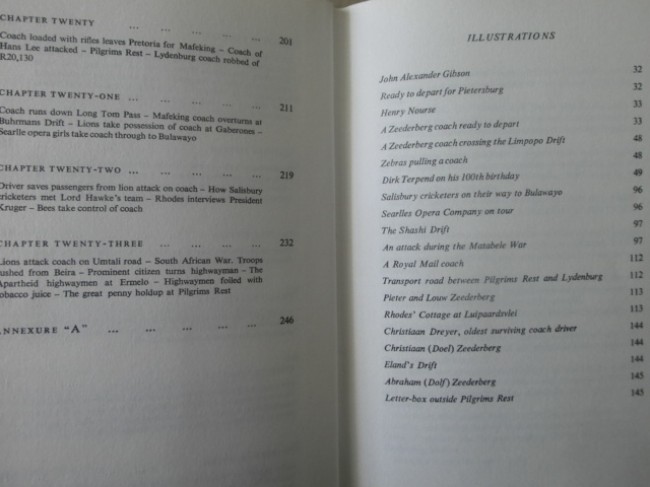 CHAPTER TWENTY ... ... ... ... 201
Coach loaded with rifles leaves Pretoria for Mafeking – Coach of
Hans Lee attacked – Pilgrims Rest – Lydenburg coach robbed of
R20,130
CHAPTER TWENTY-ONE ... ... ... ... 211
Coach runs down Long Tom Pass – Mafeking coach overturns at
Buhrmans Drift – Lions take possession of coach at Gaberones –
Searlle opera girls take coach through to Bulawayo
CHAPTER TWENTY-TWO ... ... ... ... 219
Driver saves passengers from lion attack on coach – How Salisbury
cricketers met Lord Hawke's team – Rhodes interviews President
Kruger – Bees take control of coach
CHAPTER TWENTY-THREE ... ... ... ... 232
Lions attack coach on Umtali road – South African War. Troops
ushed from Beira – Prominent citizen turns highwayman – The
Apartheid highwaymen at Ermelo – Highwaymen foiled with
obacco juice – The great penny holdup at Pilgrims Rest
ANNEXURE "A" ... ... ... ... 246
ILLUSTRATIONS
John Alexander Gibson 32
Ready to depart for Pietersburg 32
Henry Nourse 33
A Zeederberg coach ready to depart 33
A Zeederberg coach crossing the Limpopo Drift 48
Zebras pulling a coach 48
Dirk Terpend on his 100th birthday 49
Salisbury cricketers on their way to Bulawayo 96
Searlles Opera Company on tour 96
The Shashi Drift 97
An attack during the Matabele War 97
A Royal Mail coach 112
Transport road between Pilgrims Rest and Lydenburg 112
Pieter and Louw Zeederberg 113
Rhodes' Cottage at Luipaardsvlei 113
Christiaan Dreyer, oldest surviving coach driver 144
Christiaan (Doel) Zeederberg 144
Eland's Drift 144
Abraham (Dolf) Zeederberg 145
Letter-box outside Pilgrims Rest 145